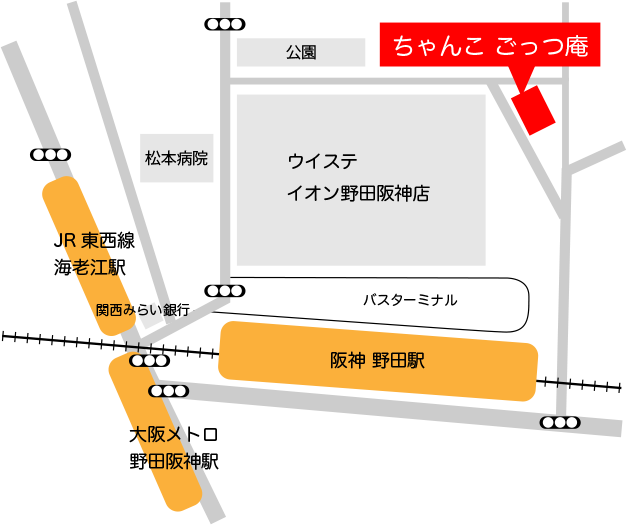 ちゃんこ ごっつ庵
公園
松本病院
ウイステ
イオン野田阪神店
JR 東西線
海老江駅
バスターミナル
関西みらい銀行
阪神 野田駅
大阪メトロ
野田阪神駅